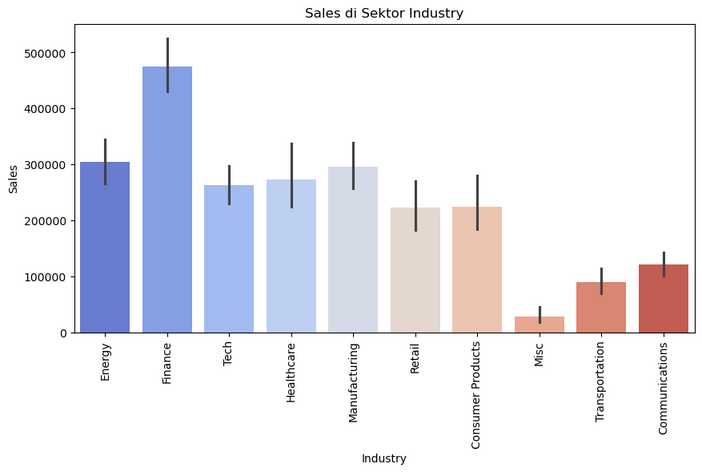 Sales di Sektor Industry
Sales
500000
400000
300000
200000
100000
0
Energy
Finance
Tech
Healthcare
Manufacturing
Retail
Consumer Products
Misc
Transportation
Communications
Industry